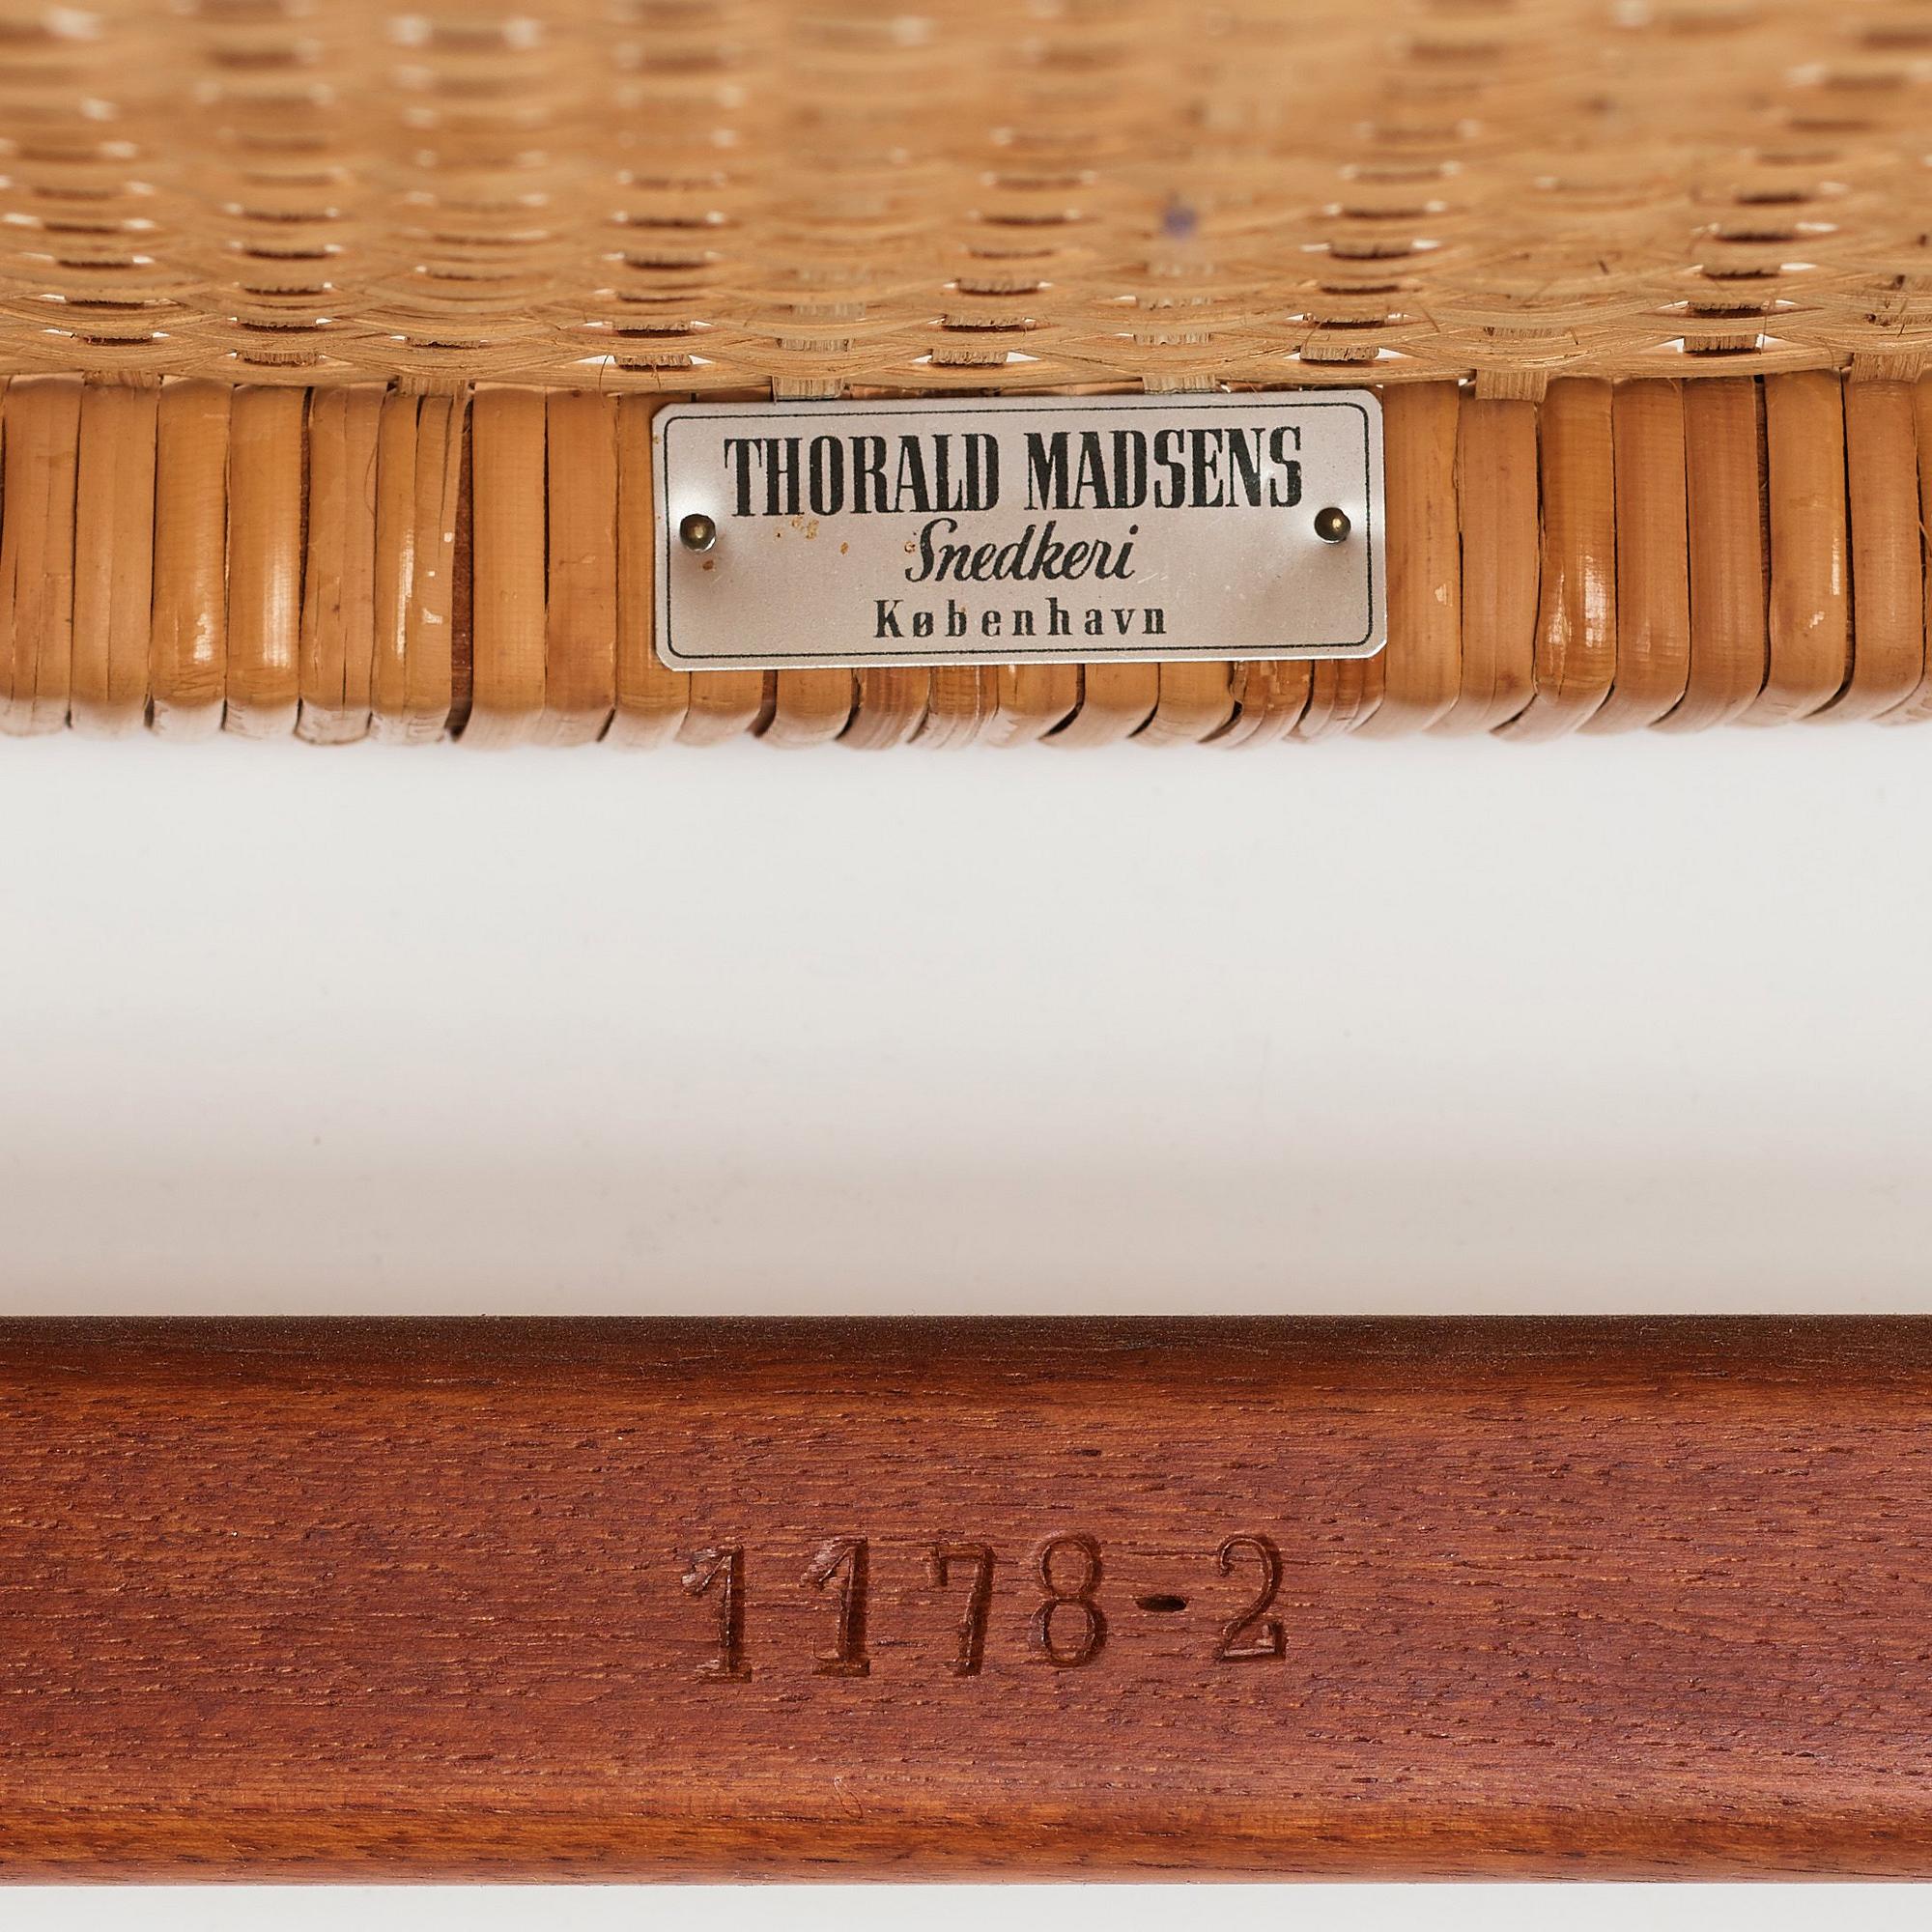 THORALD MADSENS
Snedkeri
København
1178-2